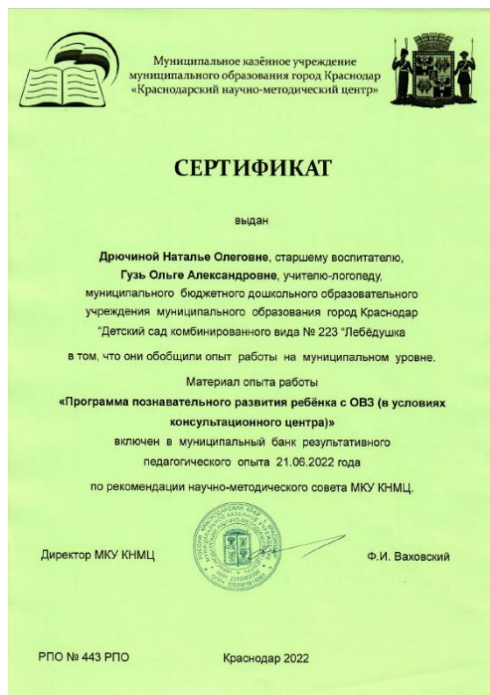 Муниципальное казённое учреждение
муниципального образования город Краснодар
«Краснодарский научно-методический центр»
СЕРТИФИКАТ
выдан
Дрючиной Наталье Олеговне, старшему воспитателю,
Гузь Ольге Александровне, учителю-логопеду,
муниципального бюджетного дошкольного образовательного
учреждения муниципального образования город Краснодар
"Детский сад комбинированного вида № 223 "Лебёдушка
в том, что они обобщили опыт работы на муниципальном уровне.
Материал опыта работы
«Программа познавательного развития ребёнка с ОВЗ (в условиях
консультационного центра)»
включен в муниципальный банк результативного
педагогического опыта 21.06.2022 года
по рекомендации научно-методического совета МКУ КНМЦ.
Директор МКУ КНМЦ
Ф.И. Ваховский
РПО № 443 РПО
Краснодар 2022